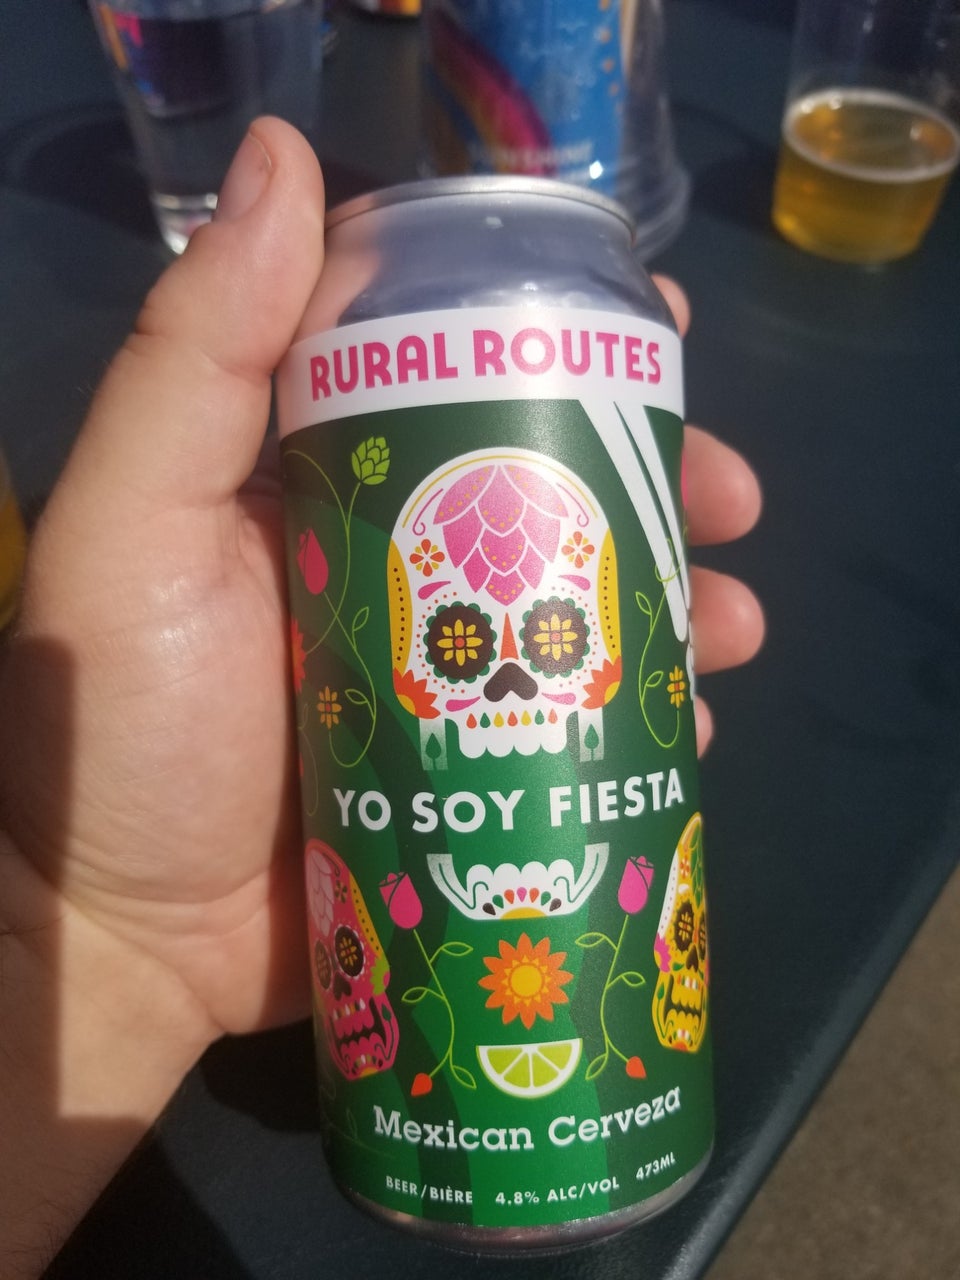 RURAL ROUTES
YO SOY FIESTA
Mexican Cerveza
BEER/BIÈRE 4.8% ALC/VOL 473ML